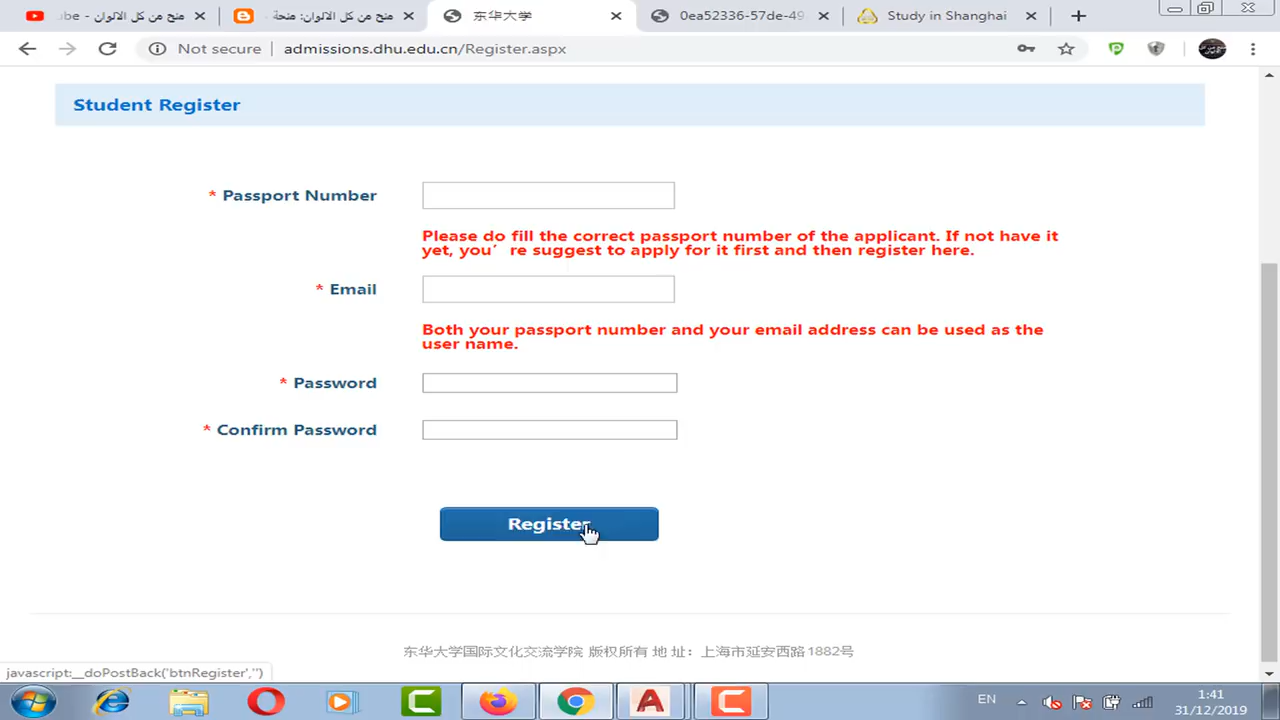 ube - منح من كل الالوان
منح من كل الالوان: منحة
东华大学
0ea52336-57de-49
Study in Shanghai
Not secure
admissions.dhu.edu.cn/Register.aspx
Student Register
* Passport Number
Please do fill the correct passport number of the applicant. If not have it
yet, you’re suggest to apply for it first and then register here.
* Email
Both your passport number and your email address can be used as the
user name.
* Password
* Confirm Password
Register
东华大学国际文化交流学院 版权所有 地 址：上海市延安西路1882号
javascript:__doPostBack('btnRegister','')
EN
1:41
31/12/2019